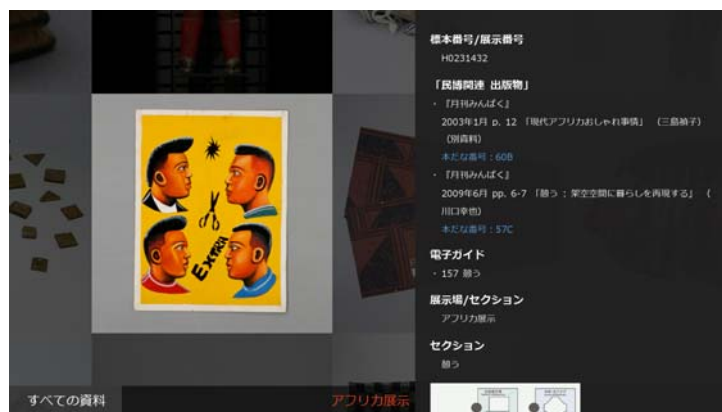 EXTRA
標本番号/展示番号
H0231432
「民博関連 出版物」
・ 『月刊みんぱく』
2003年1月 p. 12 「現代アフリカおしゃれ事情」 （三島禎子）
（別資料）
本だな番号：60B
・ 『月刊みんぱく』
2009年6月 pp. 6-7 「憩う : 架空空間に暮らしを再現する」 （
川口幸也）
本だな番号：57C
電子ガイド
・ 157 憩う
展示場/セクション
アフリカ展示
セクション
憩う
すべての資料
アフリカ展示